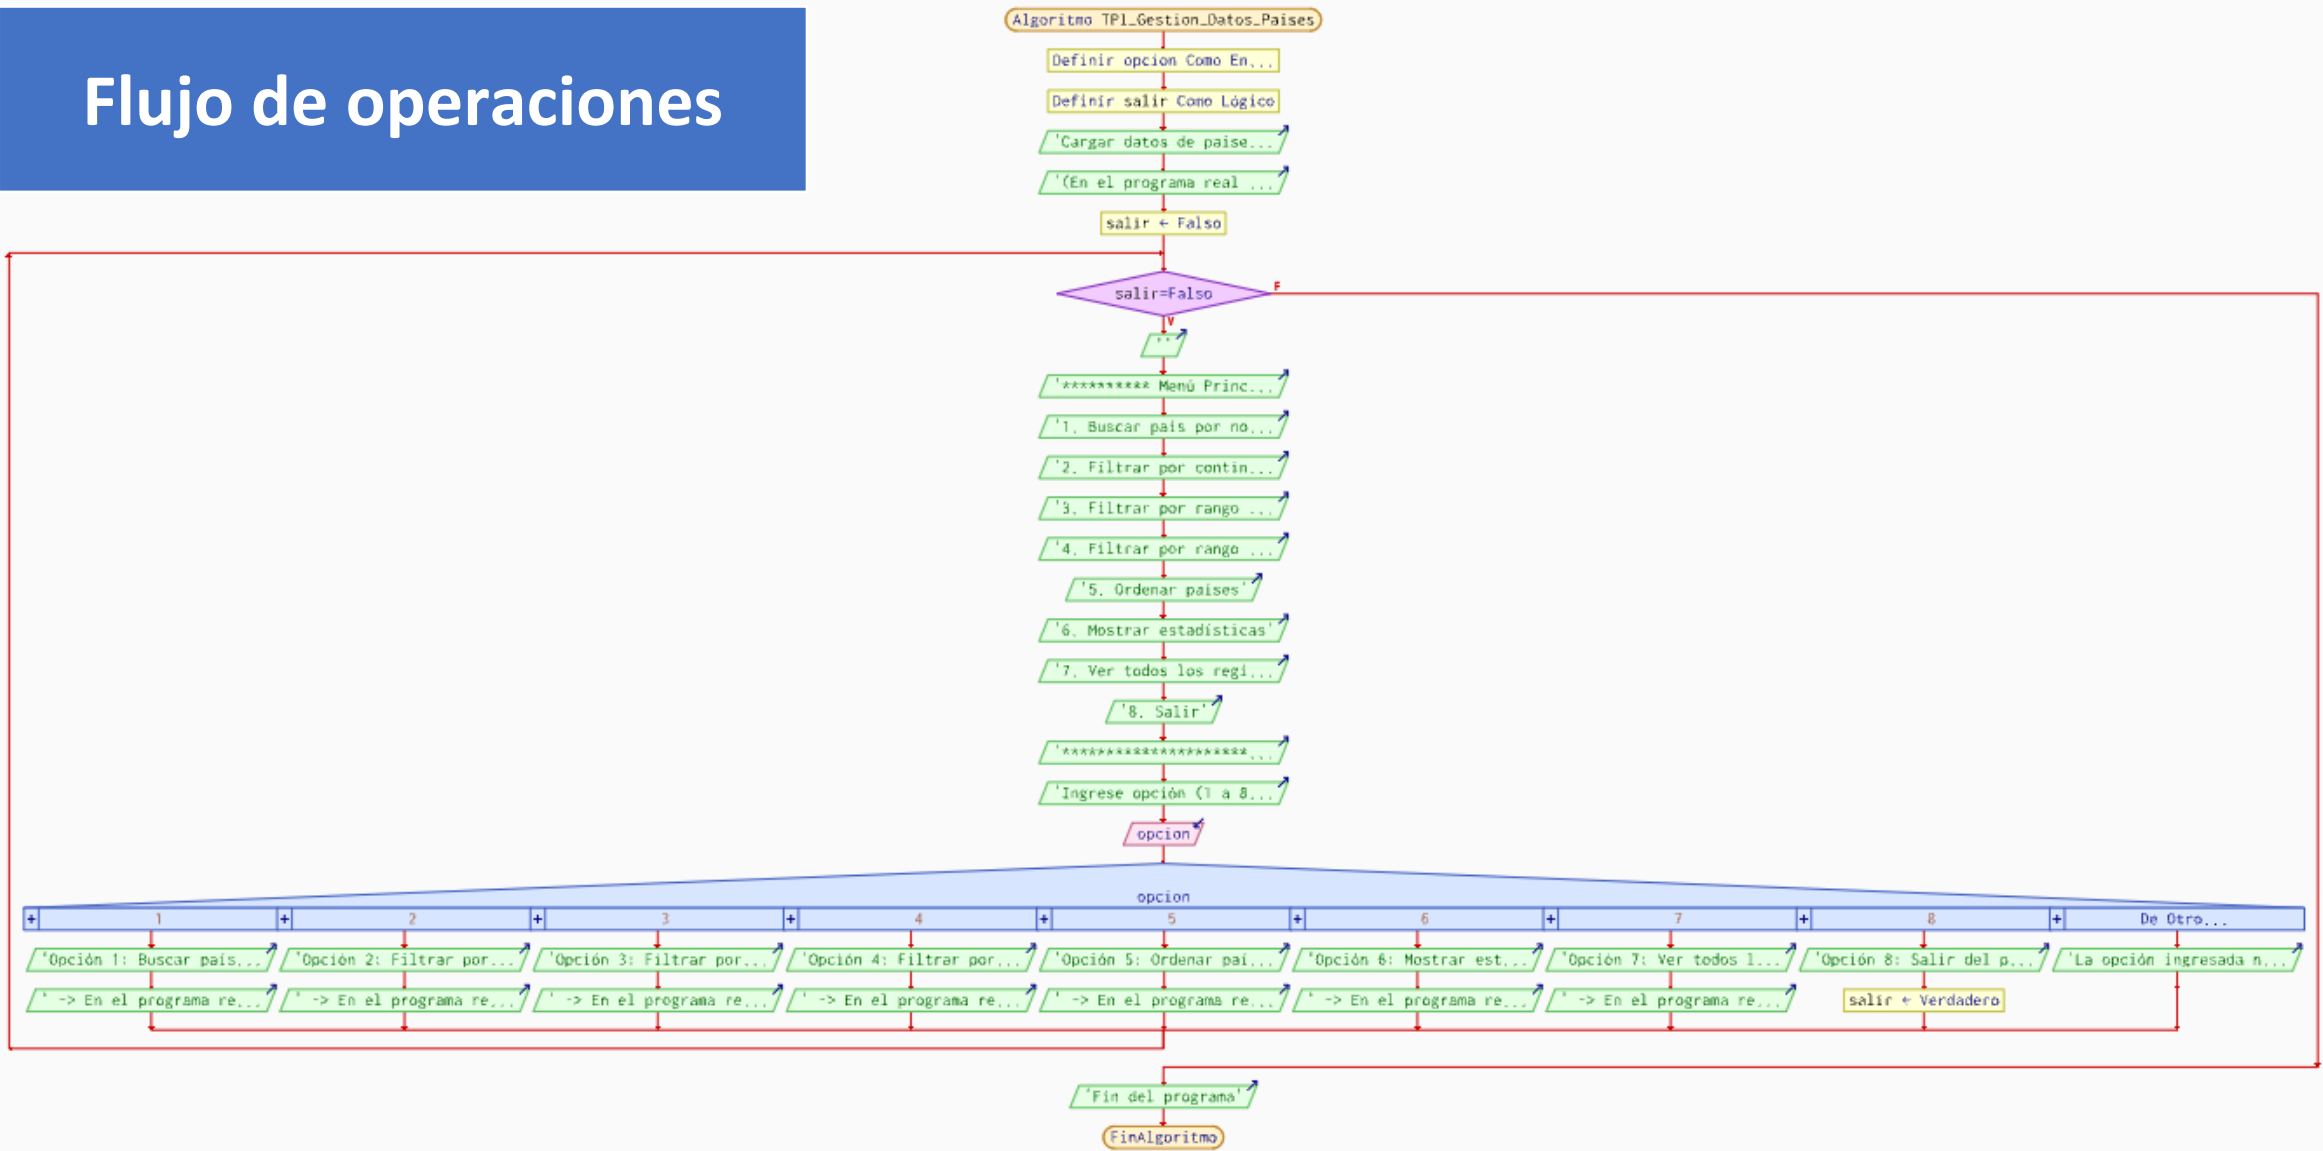 Flujo de operaciones
Algoritmo TPI_Gestion_Datos_Paises
Definir opcion Como En...
Definir salir Como Lógico
'Cargar datos de paise...
'(En el programa real ...
salir ← Falso
salir=Falso
F
V
''
'********** Menú Princ...
'1. Buscar país por no...
'2. Filtrar por contin...
'3. Filtrar por rango ...
'4. Filtrar por rango ...
'5. Ordenar países'
'6. Mostrar estadísticas'
'7. Ver todos los regi...
'8. Salir'
'*********************...
'Ingrese opción (1 a 8...
opcion
opcion
+ 1 + 2 + 3 + 4 + 5 + 6 + 7 + 8 + De Otro...
'Opción 1: Buscar país... 'Opción 2: Filtrar por... 'Opción 3: Filtrar por... 'Opción 4: Filtrar por... 'Opción 5: Ordenar paí... 'Opción 6: Mostrar est... 'Opción 7: Ver todos l... 'Opción 8: Salir del p... 'La opción ingresada n...
' -> En el programa re... ' -> En el programa re... ' -> En el programa re... ' -> En el programa re... ' -> En el programa re... ' -> En el programa re... ' -> En el programa re... salir ← Verdadero
'Fin del programa'
FinAlgoritmo